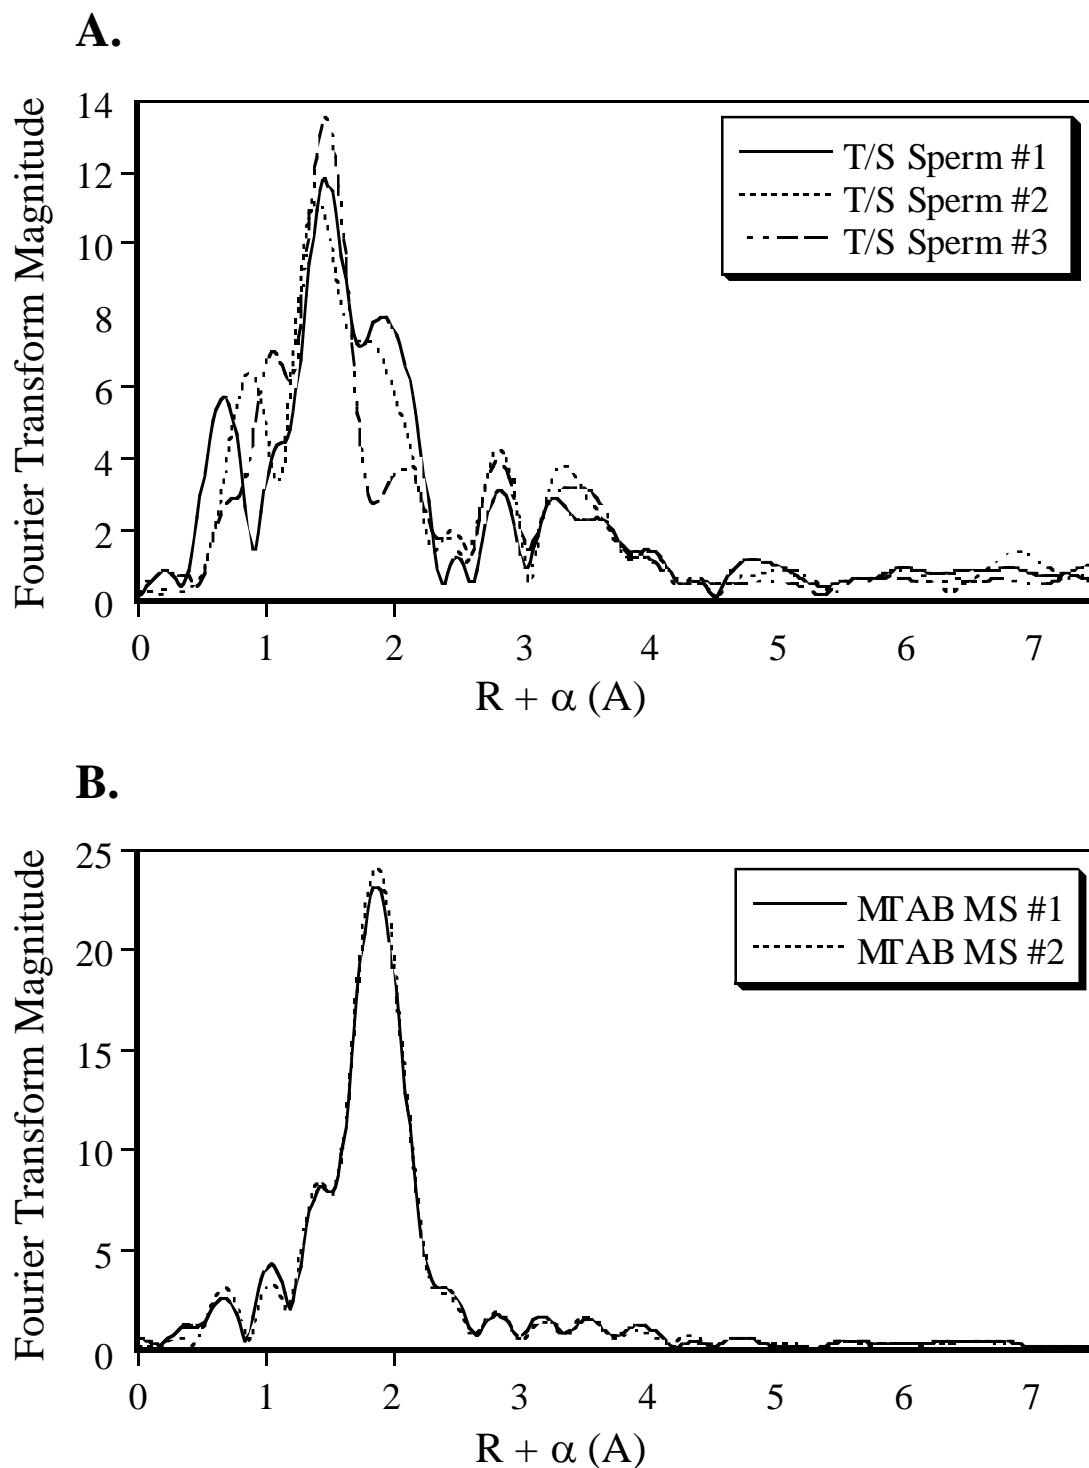 A.
Fourier Transform Magnitude
14
12
10
8
6
4
2
0
T/S Sperm #1
T/S Sperm #2
T/S Sperm #3
0 1 2 3 4 5 6 7
R + α (A)
B.
Fourier Transform Magnitude
25
20
15
10
5
0
MTAB MS #1
MTAB MS #2
0 1 2 3 4 5 6 7
R + α (A)